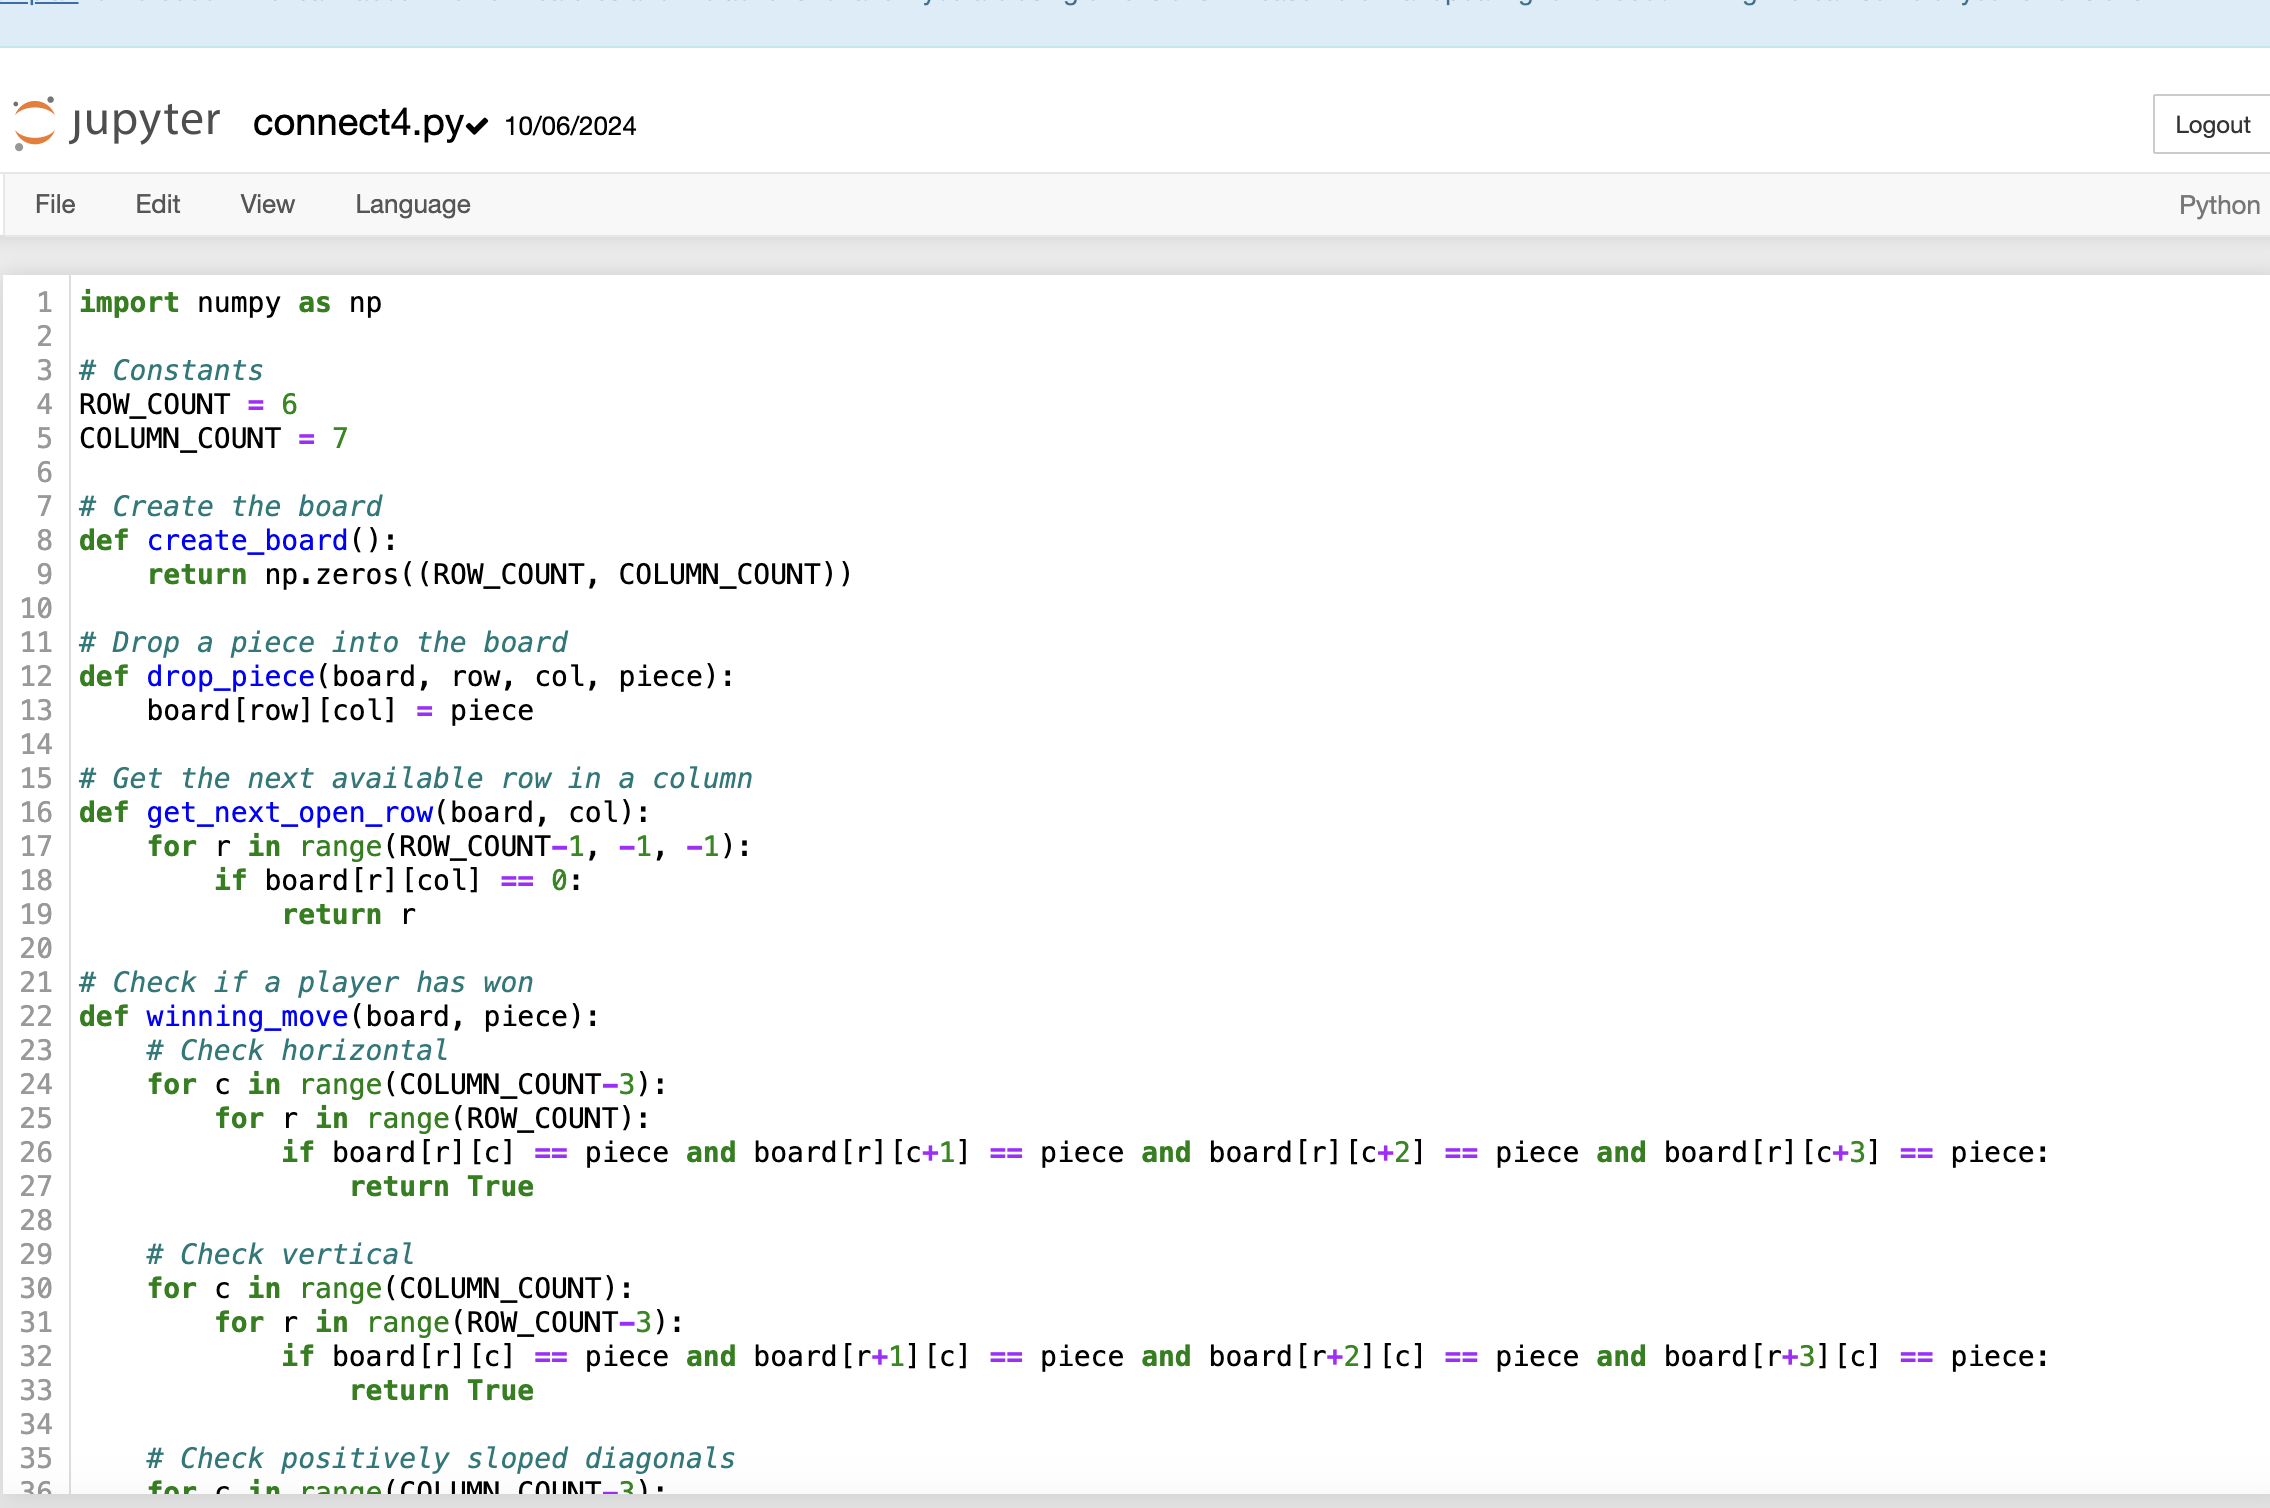 jupyter connect4.py✔ 10/06/2024 Logout
File Edit View Language Python
1 import numpy as np
2
3 # Constants
4 ROW_COUNT = 6
5 COLUMN_COUNT = 7
6
7 # Create the board
8 def create_board():
9     return np.zeros((ROW_COUNT, COLUMN_COUNT))
10
11 # Drop a piece into the board
12 def drop_piece(board, row, col, piece):
13     board[row][col] = piece
14
15 # Get the next available row in a column
16 def get_next_open_row(board, col):
17     for r in range(ROW_COUNT-1, -1, -1):
18         if board[r][col] == 0:
19             return r
20
21 # Check if a player has won
22 def winning_move(board, piece):
23     # Check horizontal
24     for c in range(COLUMN_COUNT-3):
25         for r in range(ROW_COUNT):
26             if board[r][c] == piece and board[r][c+1] == piece and board[r][c+2] == piece and board[r][c+3] == piece:
27                 return True
28
29     # Check vertical
30     for c in range(COLUMN_COUNT):
31         for r in range(ROW_COUNT-3):
32             if board[r][c] == piece and board[r+1][c] == piece and board[r+2][c] == piece and board[r+3][c] == piece:
33                 return True
34
35     # Check positively sloped diagonals
36     for c in range(COLUMN_COUNT-3):